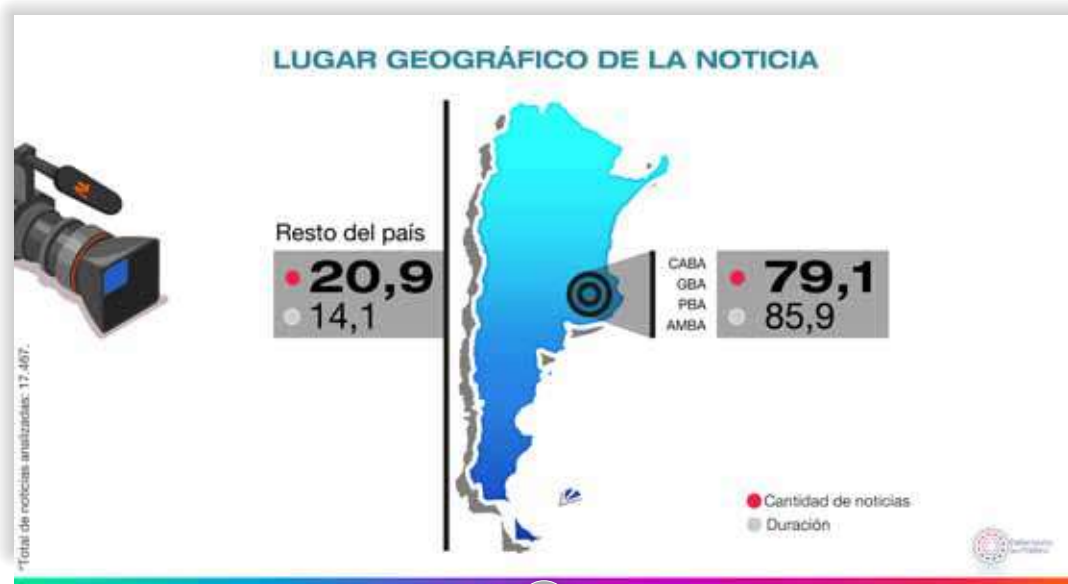 LUGAR GEOGRÁFICO DE LA NOTICIA
Resto del país
20,9
14,1
CABA
GBA
PBA
AMBA
79,1
85,9
*Total de noticias analizadas: 17.467.
Cantidad de noticias
Duración